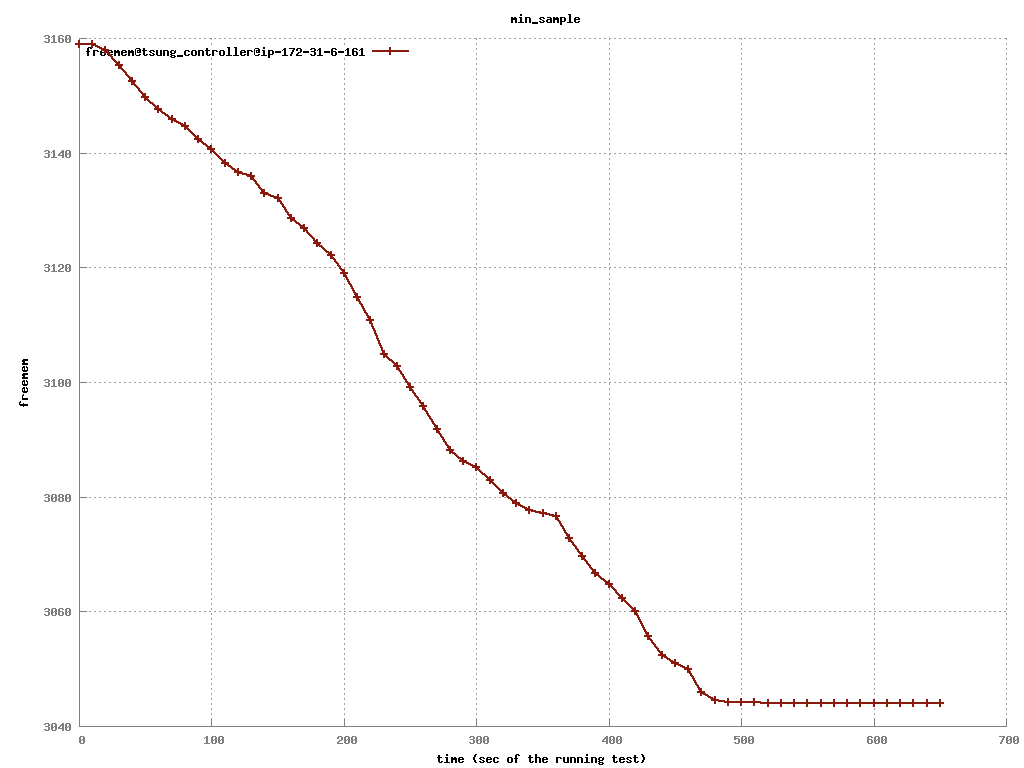 min_sample
3160
freemem@tsung_controller@ip-172-31-6-161
3140
3120
3100
3080
3060
3040
freemem
0 100 200 300 400 500 600 700
time (sec of the running test)